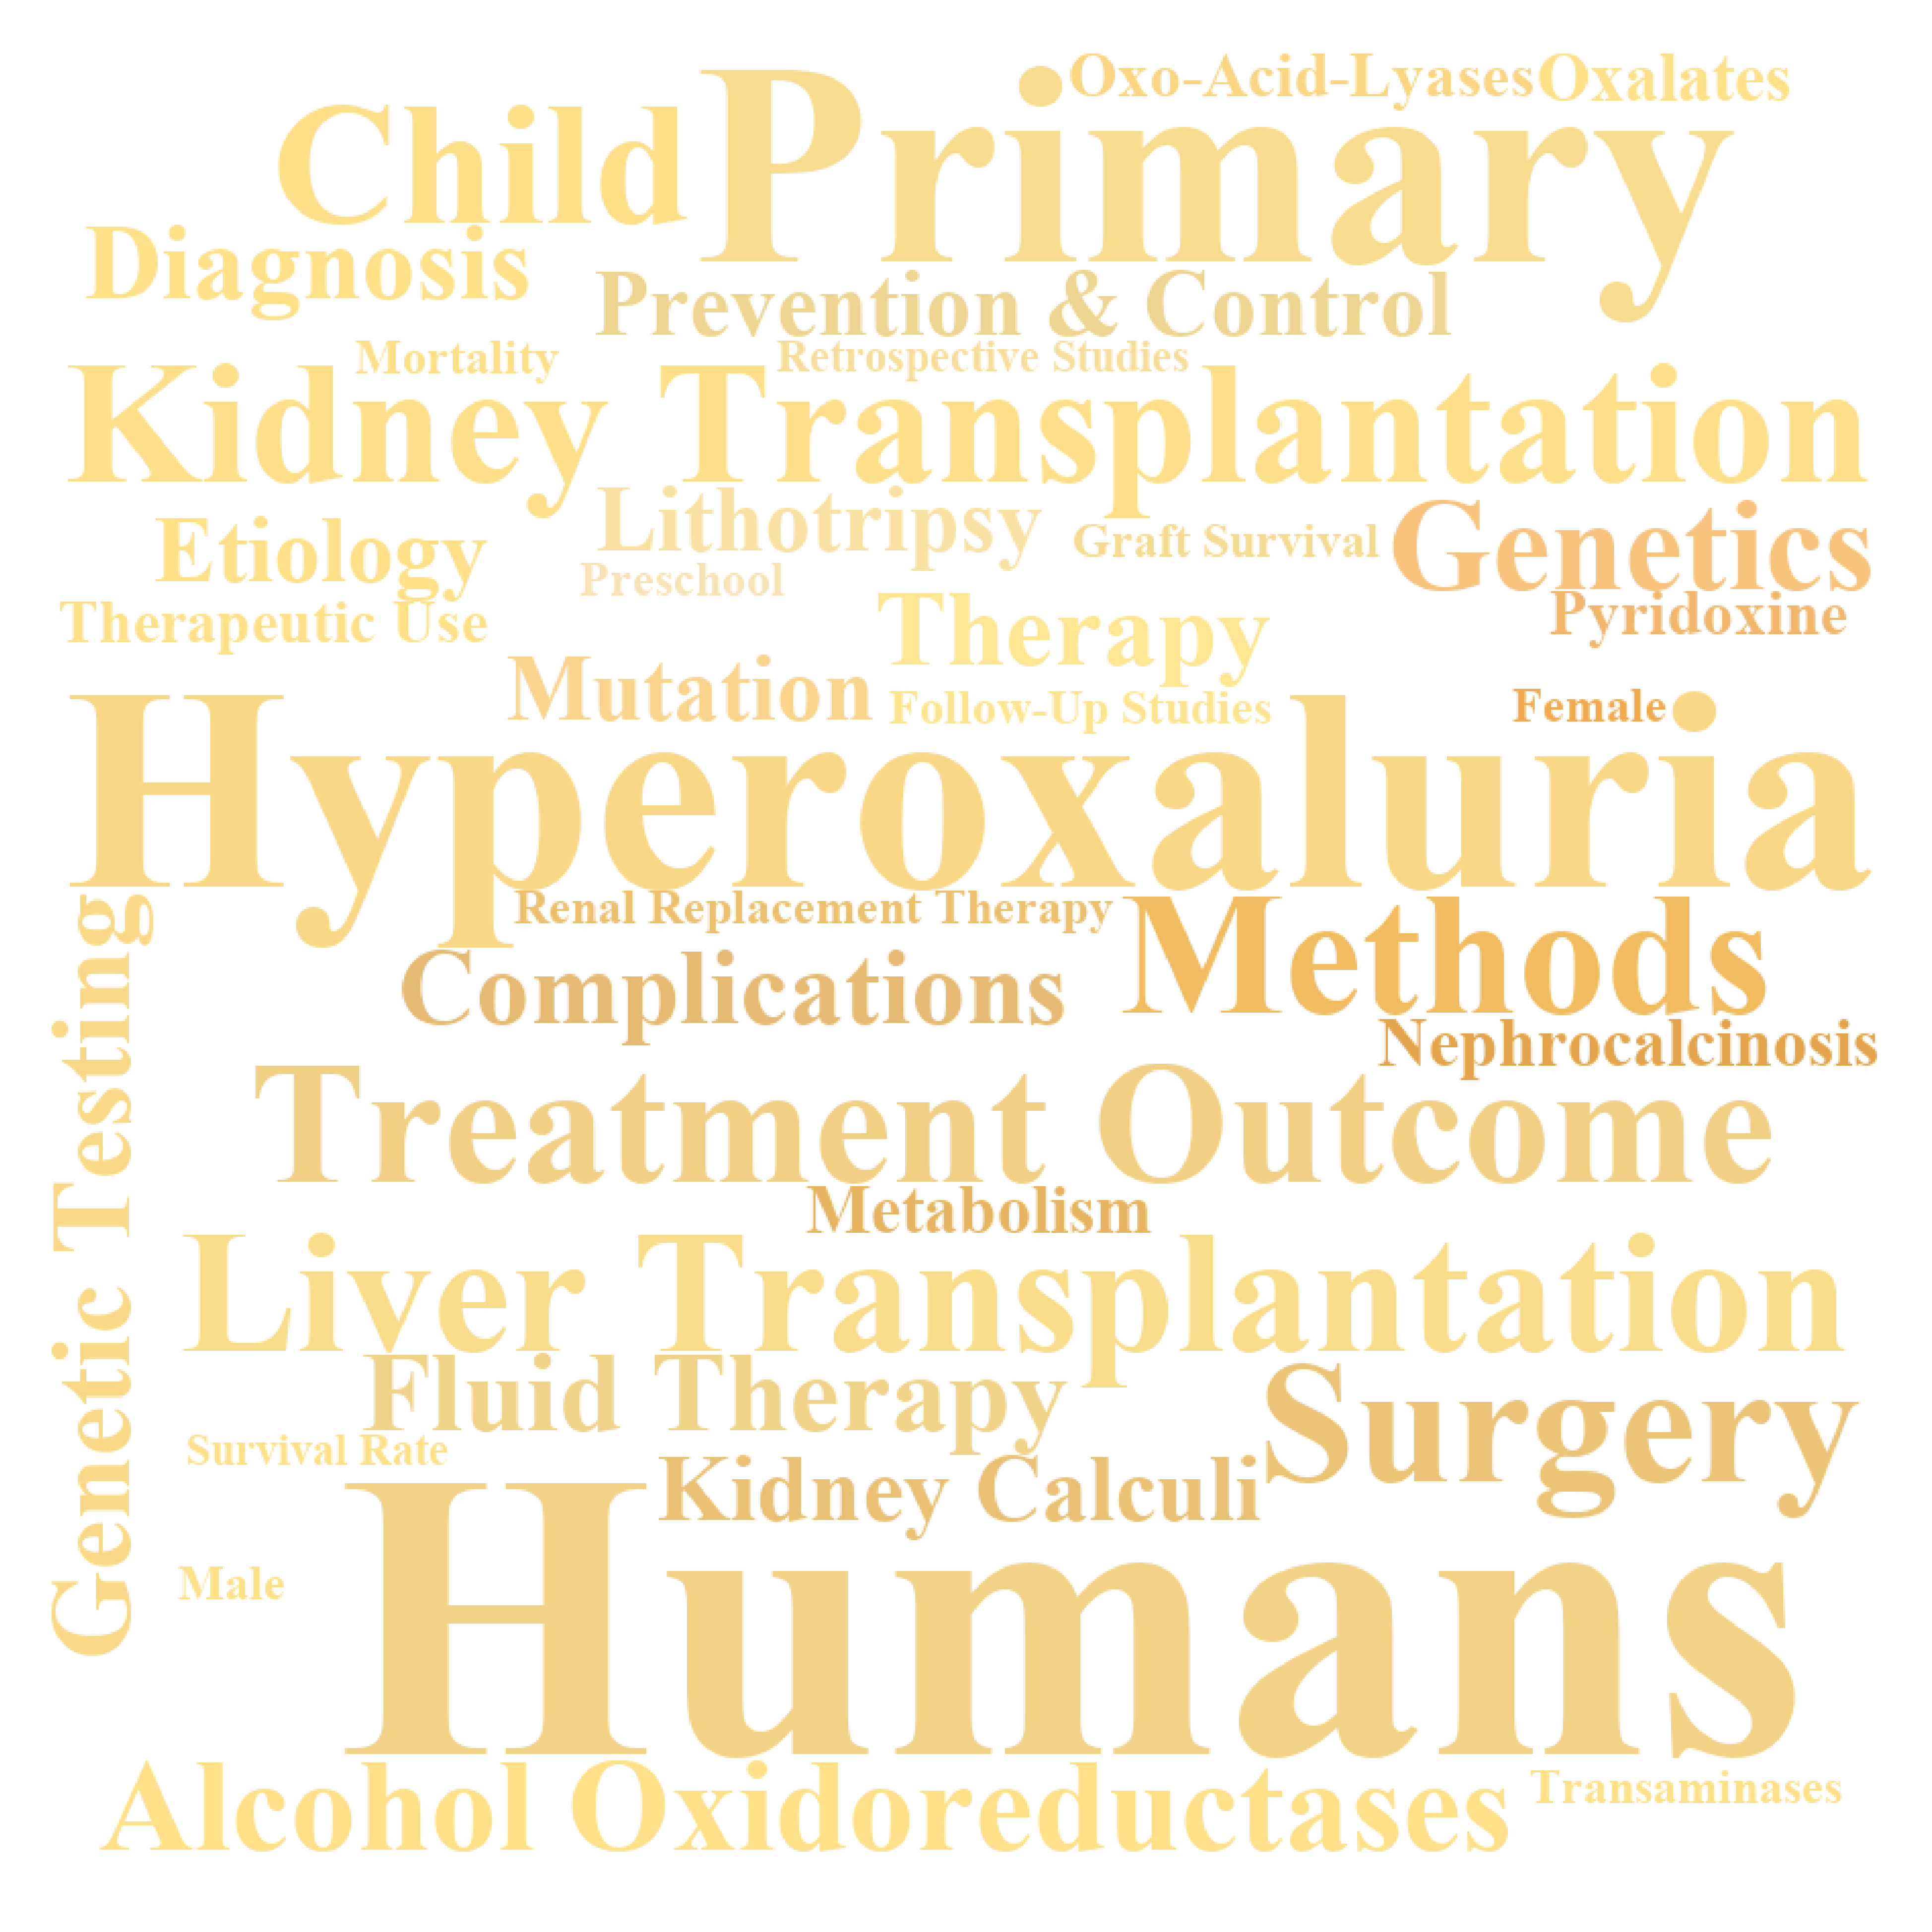 Oxo-Acid-Lyases
Oxalates
Child
Primary
Diagnosis
Prevention & Control
Mortality
Retrospective Studies
Kidney Transplantation
Lithotripsy
Graft Survival
Genetics
Etiology
Preschool
Therapeutic Use
Therapy
Pyridoxine
Mutation
Follow-Up Studies
Female
Hyperoxaluria
Renal Replacement Therapy
Methods
Complications
Nephrocalcinosis
Genetic Testing
Treatment Outcome
Metabolism
Liver Transplantation
Fluid Therapy
Surgery
Survival Rate
Kidney Calculi
Male
Humans
Alcohol Oxidoreductases
Transaminases